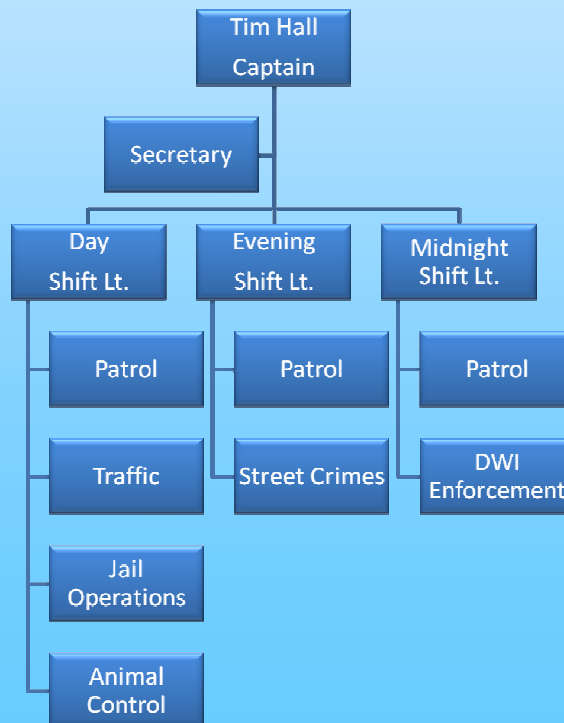 Tim Hall
Captain
Secretary
Day
Shift Lt.
Evening
Shift Lt.
Midnight
Shift Lt.
Patrol
Patrol
Patrol
Traffic
Street Crimes
DWI
Enforcement
Jail
Operations
Animal
Control